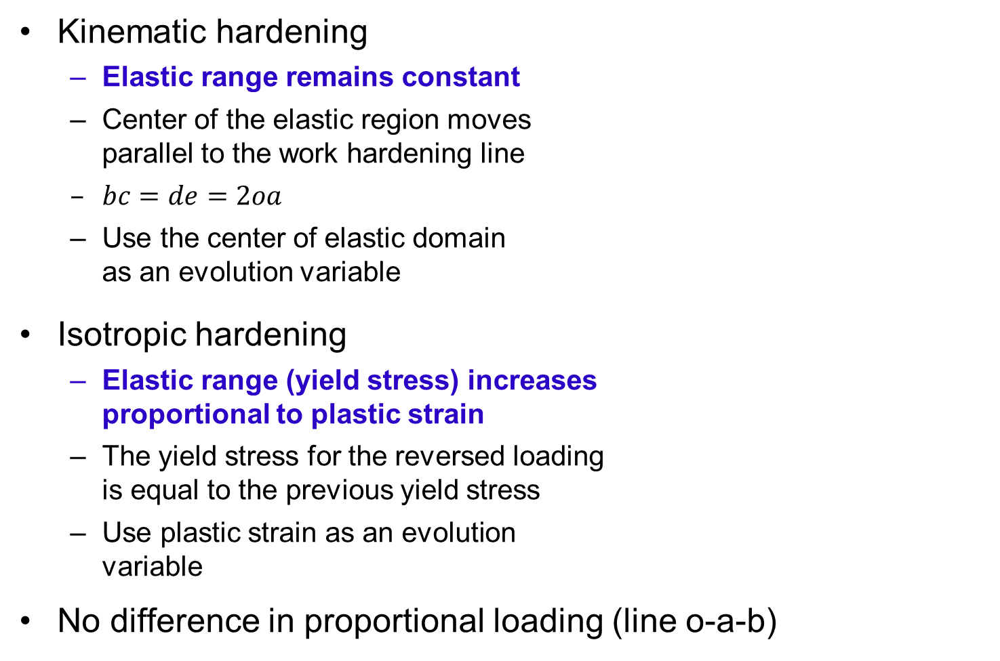 • Kinematic hardening
– Elastic range remains constant
– Center of the elastic region moves
parallel to the work hardening line
– 𝑏𝑐 = 𝑑𝑒 = 2𝑜𝑎
– Use the center of elastic domain
as an evolution variable
• Isotropic hardening
– Elastic range (yield stress) increases
proportional to plastic strain
– The yield stress for the reversed loading
is equal to the previous yield stress
– Use plastic strain as an evolution
variable
• No difference in proportional loading (line o-a-b)